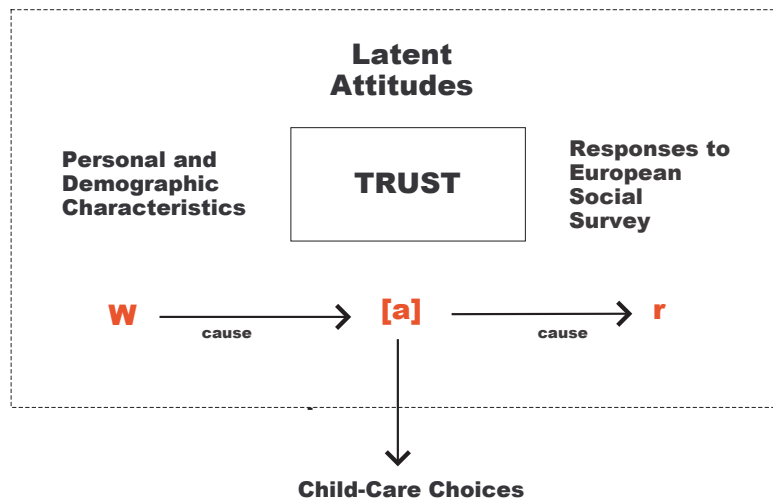 Latent
Attitudes
Personal and
Demographic
Characteristics
TRUST
Responses to
European
Social
Survey
W
cause
[a]
cause
r
Child-Care Choices